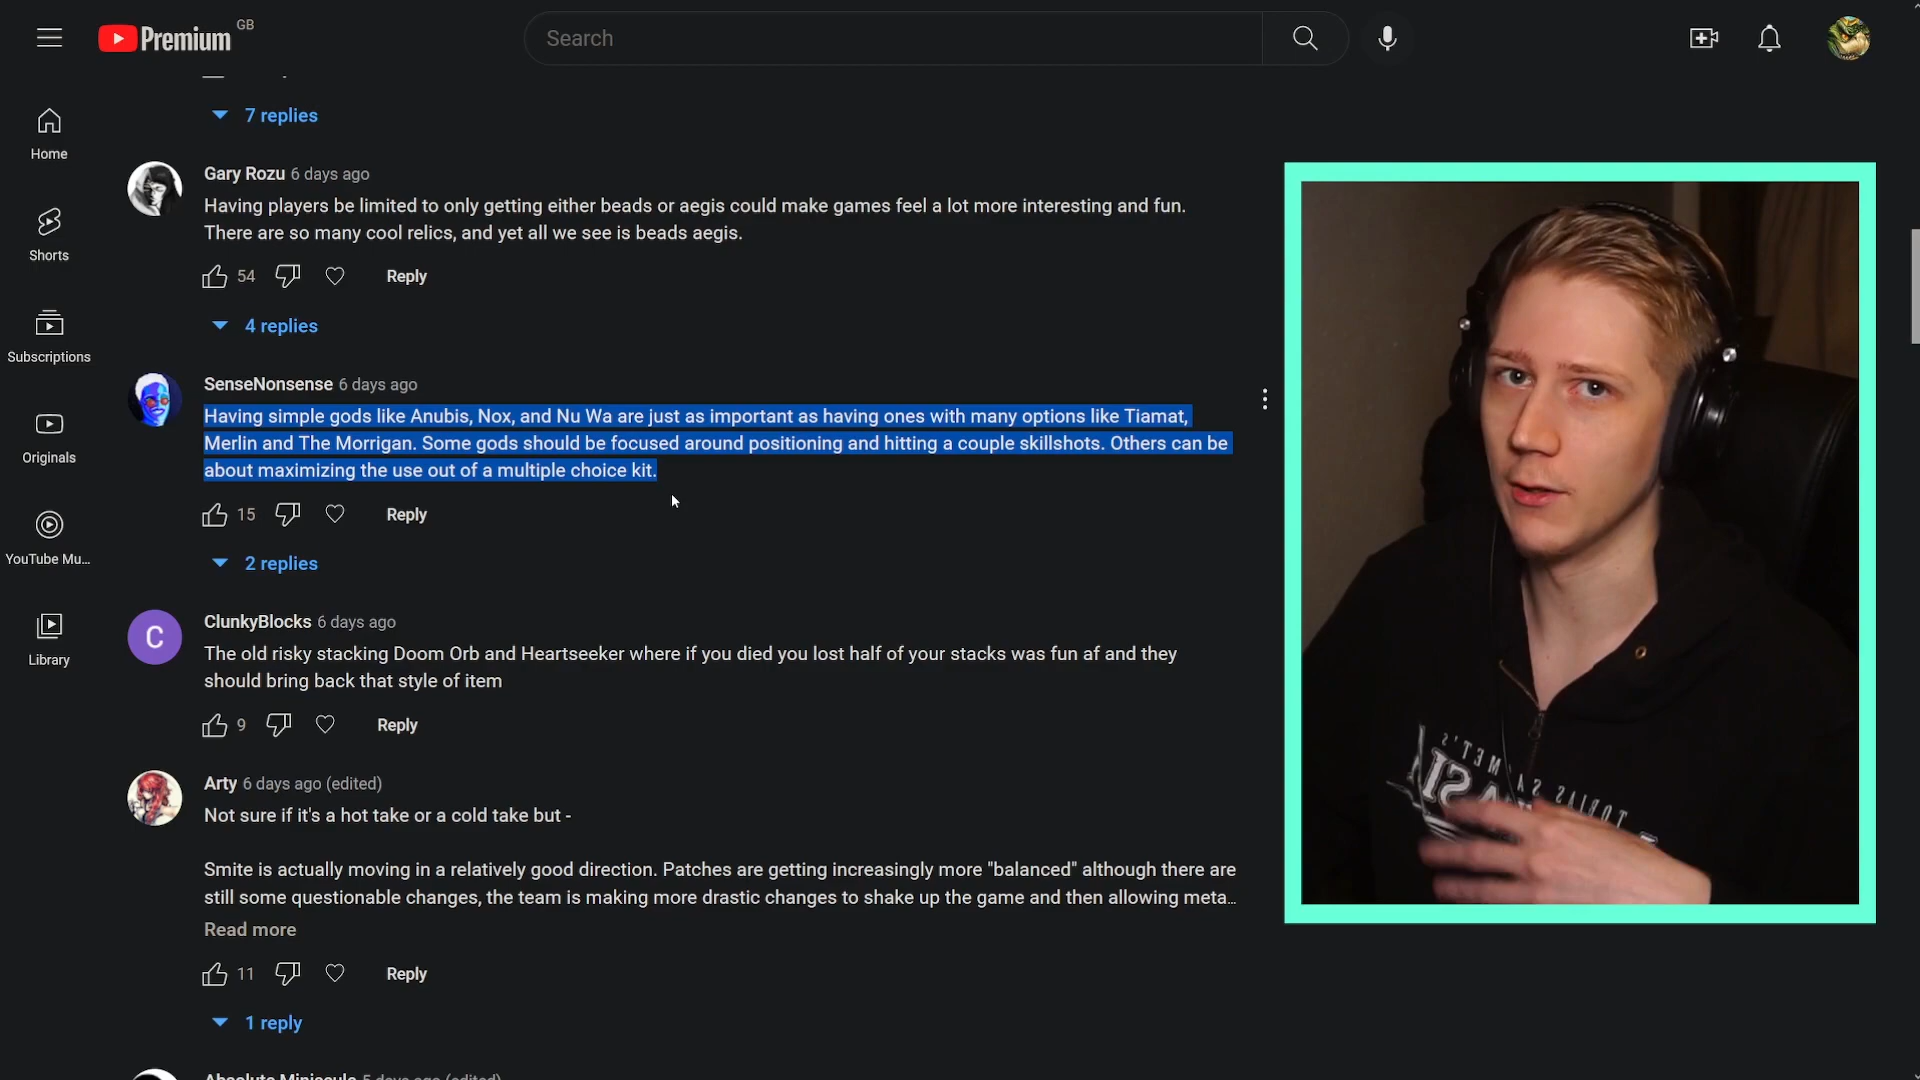 Premium GB
Search
Home
Shorts
Subscriptions
Originals
YouTube Mu...
Library
7 replies
Gary Rozu 6 days ago
Having players be limited to only getting either beads or aegis could make games feel a lot more interesting and fun.
There are so many cool relics, and yet all we see is beads aegis.
54 Reply
4 replies
SenseNonsense 6 days ago
Having simple gods like Anubis, Nox, and Nu Wa are just as important as having ones with many options like Tiamat,
Merlin and The Morrigan. Some gods should be focused around positioning and hitting a couple skillshots. Others can be
about maximizing the use out of a multiple choice kit.
15 Reply
2 replies
C
ClunkyBlocks 6 days ago
The old risky stacking Doom Orb and Heartseeker where if you died you lost half of your stacks was fun af and they
should bring back that style of item
9 Reply
Arty 6 days ago (edited)
Not sure if it's a hot take or a cold take but -
Smite is actually moving in a relatively good direction. Patches are getting increasingly more "balanced" although there are
still some questionable changes, the team is making more drastic changes to shake up the game and then allowing meta…
Read more
11 Reply
1 reply